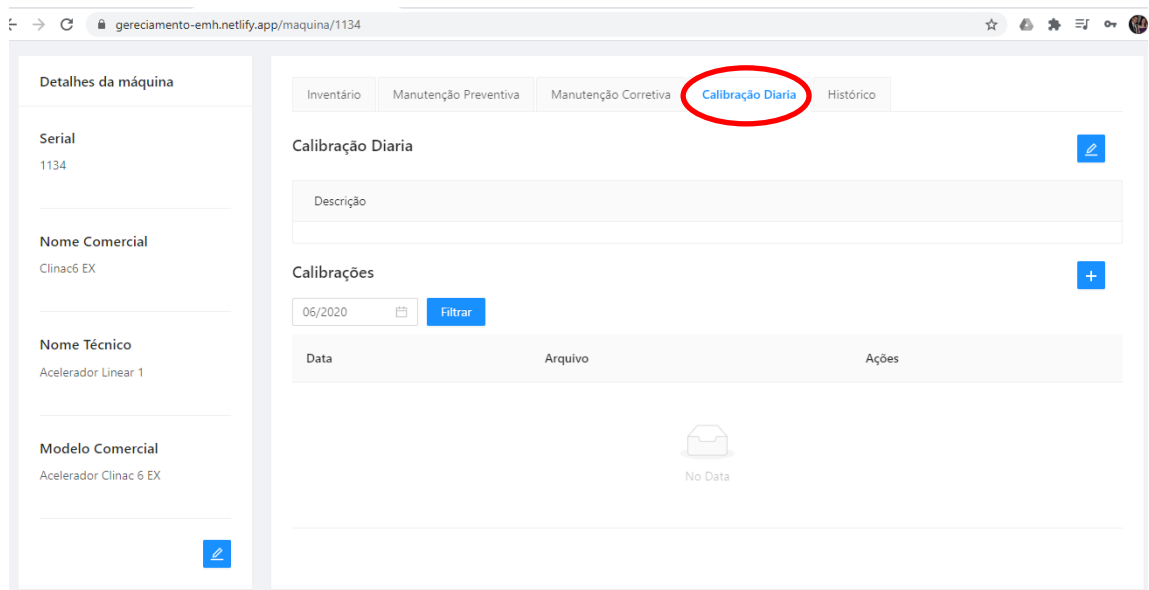 gereciamento-emh.netlify.app/maquina/1134
Detalhes da máquina
Serial
1134
Nome Comercial
Clinac6 EX
Nome Técnico
Acelerador Linear 1
Modelo Comercial
Acelerador Clinac 6 EX
Inventário Manutenção Preventiva Manutenção Corretiva Calibração Diaria Histórico
Calibração Diaria
Descrição
Calibrações
06/2020 Filtrar
Data Arquivo Ações
No Data